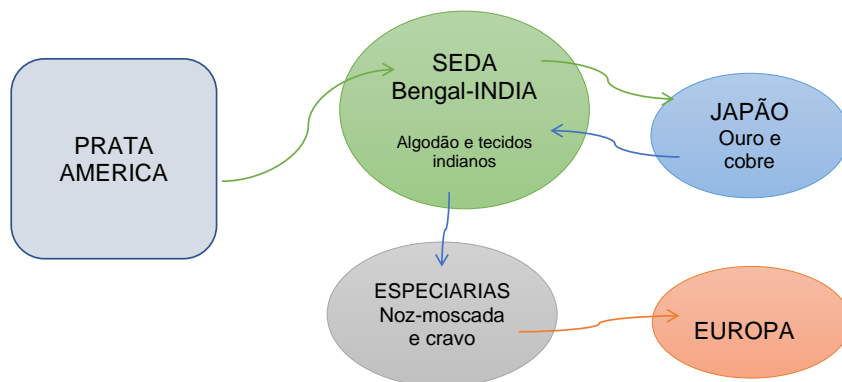 PRATA
AMERICA
SEDA
Bengal-INDIA
Algodão e tecidos
indianos
JAPÃO
Ouro e
cobre
ESPECIARIAS
Noz-moscada
e cravo
EUROPA